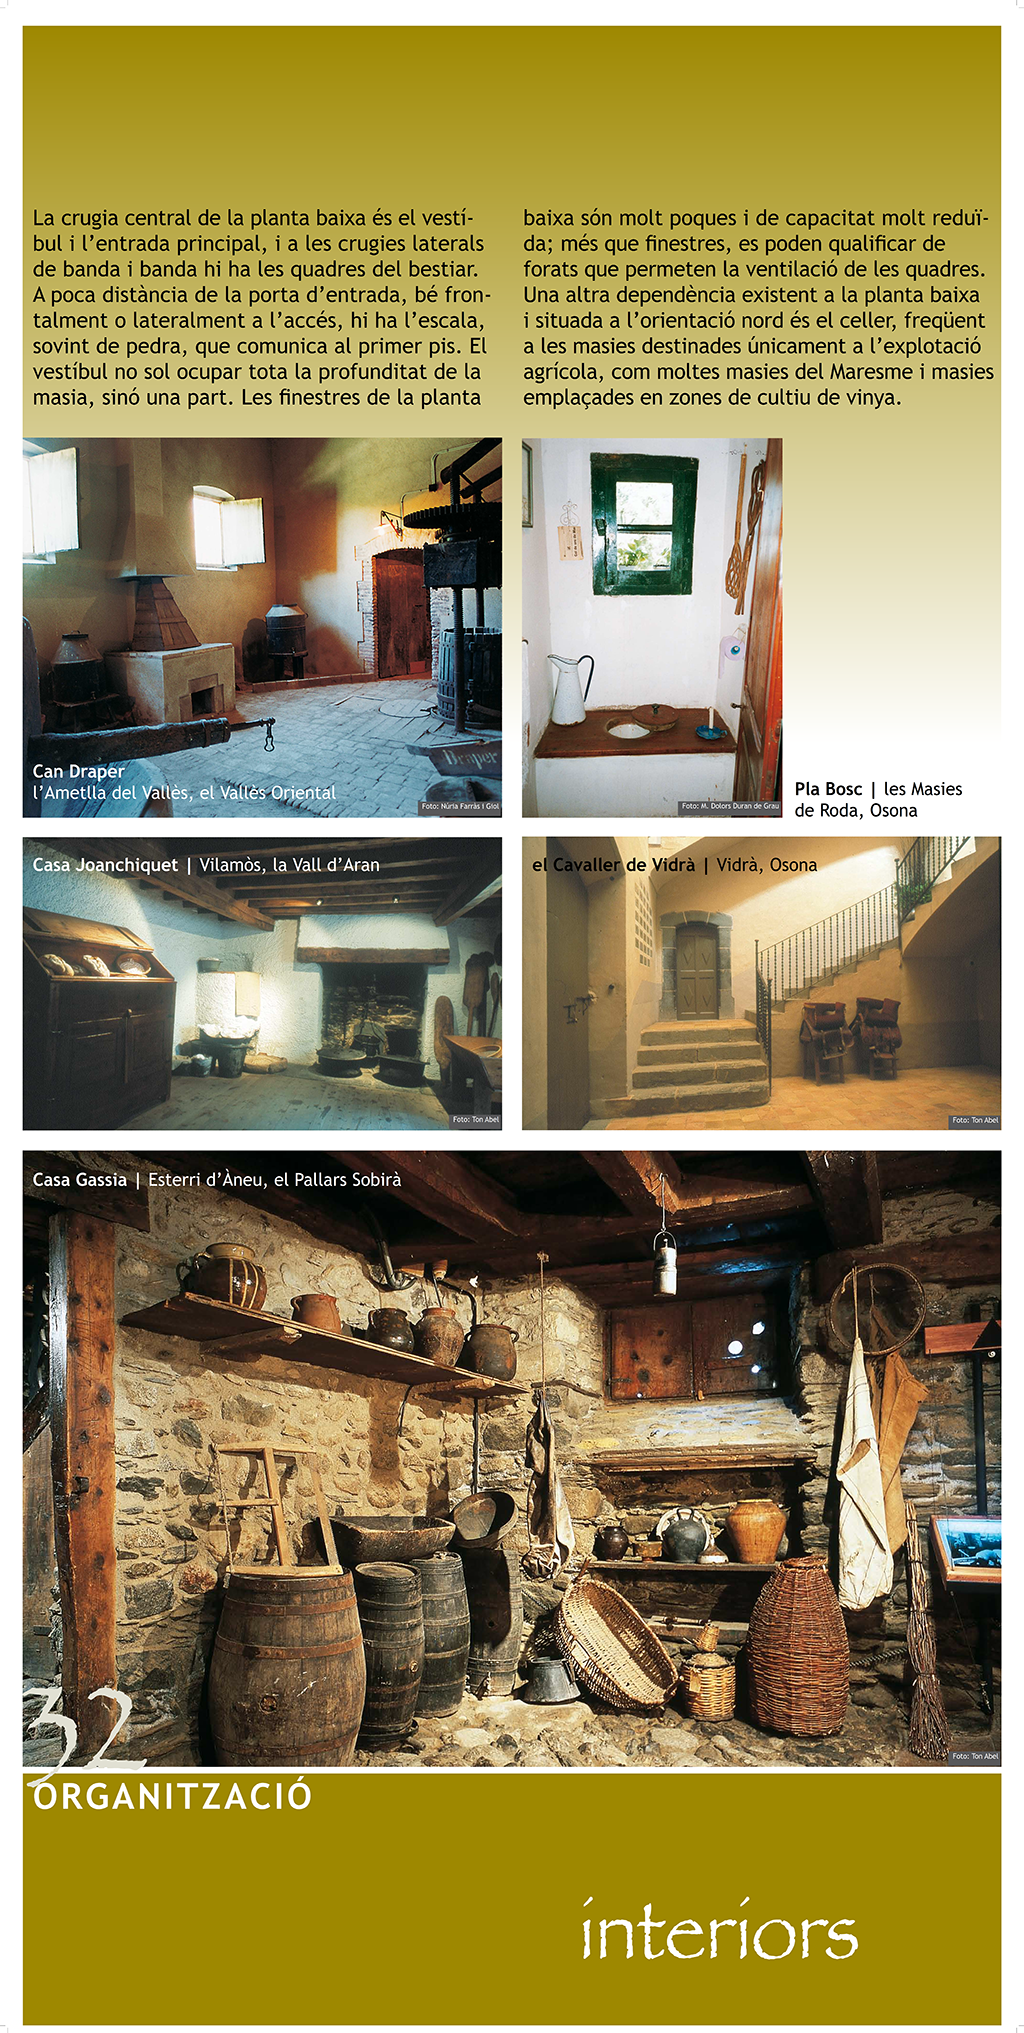 La crugia central de la planta baixa és el vestí-
bul i l’entrada principal, i a les crugies laterals
de banda i banda hi ha les quadres del bestiar.
A poca distància de la porta d’entrada, bé fron-
talment o lateralment a l’accés, hi ha l’escala,
sovint de pedra, que comunica al primer pis. El
vestíbul no sol ocupar tota la profunditat de la
masia, sinó una part. Les finestres de la planta
baixa són molt poques i de capacitat molt reduï-
da; més que finestres, es poden qualificar de
forats que permeten la ventilació de les quadres.
Una altra dependència existent a la planta baixa
i situada a l’orientació nord és el celler, freqüent
a les masies destinades únicament a l’explotació
agrícola, com moltes masies del Maresme i masies
emplaçades en zones de cultiu de vinya.
Draper
Can Draper
l’Ametlla del Vallès, el Vallès Oriental
Foto: Núria Farràs i Giol
Foto: M. Dolors Duran de Grau
Pla Bosc | les Masies
de Roda, Osona
Casa Joanchiquet | Vilamòs, la Vall d’Aran
Foto: Ton Abel
el Cavaller de Vidrà | Vidrà, Osona
Foto: Ton Abel
Casa Gassia | Esterri d’Àneu, el Pallars Sobirà
Foto: Ton Abel
32
ORGANITZACIÓ
interiors